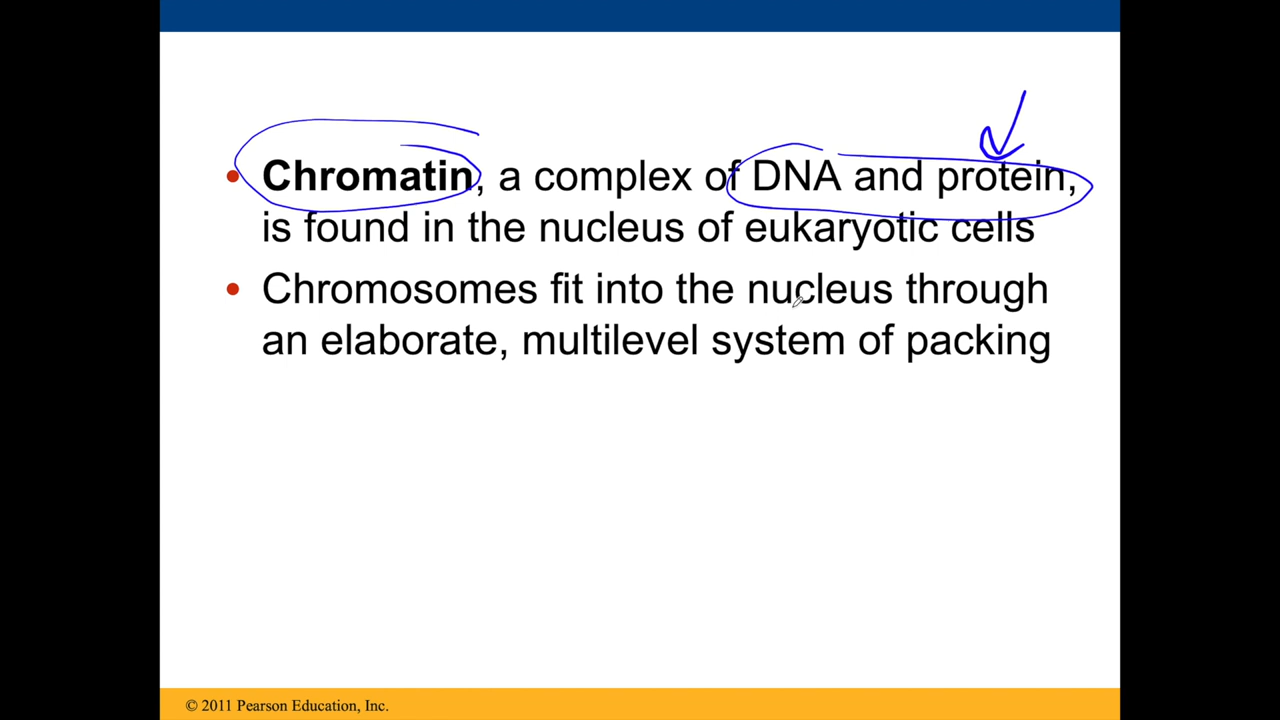 • Chromatin, a complex of DNA and protein,
is found in the nucleus of eukaryotic cells
• Chromosomes fit into the nucleus through
an elaborate, multilevel system of packing
© 2011 Pearson Education, Inc.